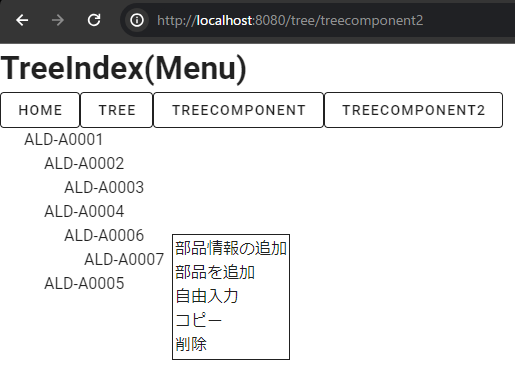 http://localhost:8080/tree/treecomponent2
TreeIndex(Menu)
HOME TREE TREECOMPONENT TREECOMPONENT2
ALD-A0001
ALD-A0002
ALD-A0003
ALD-A0004
ALD-A0006
ALD-A0007
ALD-A0005
部品情報の追加
部品を追加
自由入力
コピー
削除